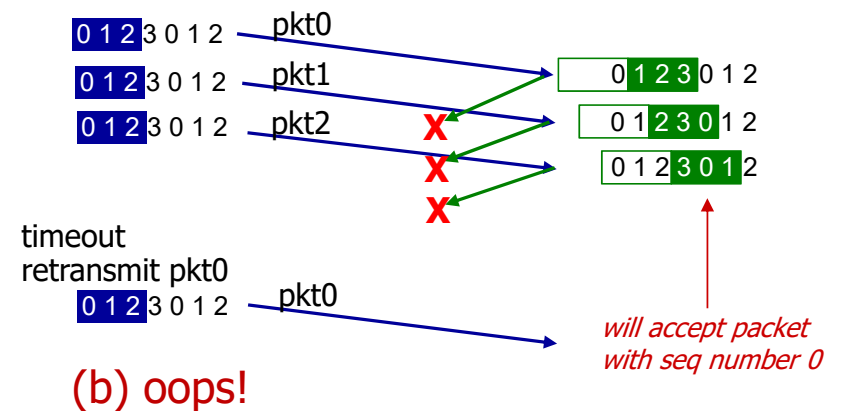 0 1 2 3 0 1 2 pkt0
0 1 2 3 0 1 2
0 1 2 3 0 1 2 pkt1
0 1 2 3 0 1 2
0 1 2 3 0 1 2 pkt2
X
0 1 2 3 0 1 2
X
X
timeout
retransmit pkt0
0 1 2 3 0 1 2 pkt0
will accept packet
with seq number 0
(b) oops!